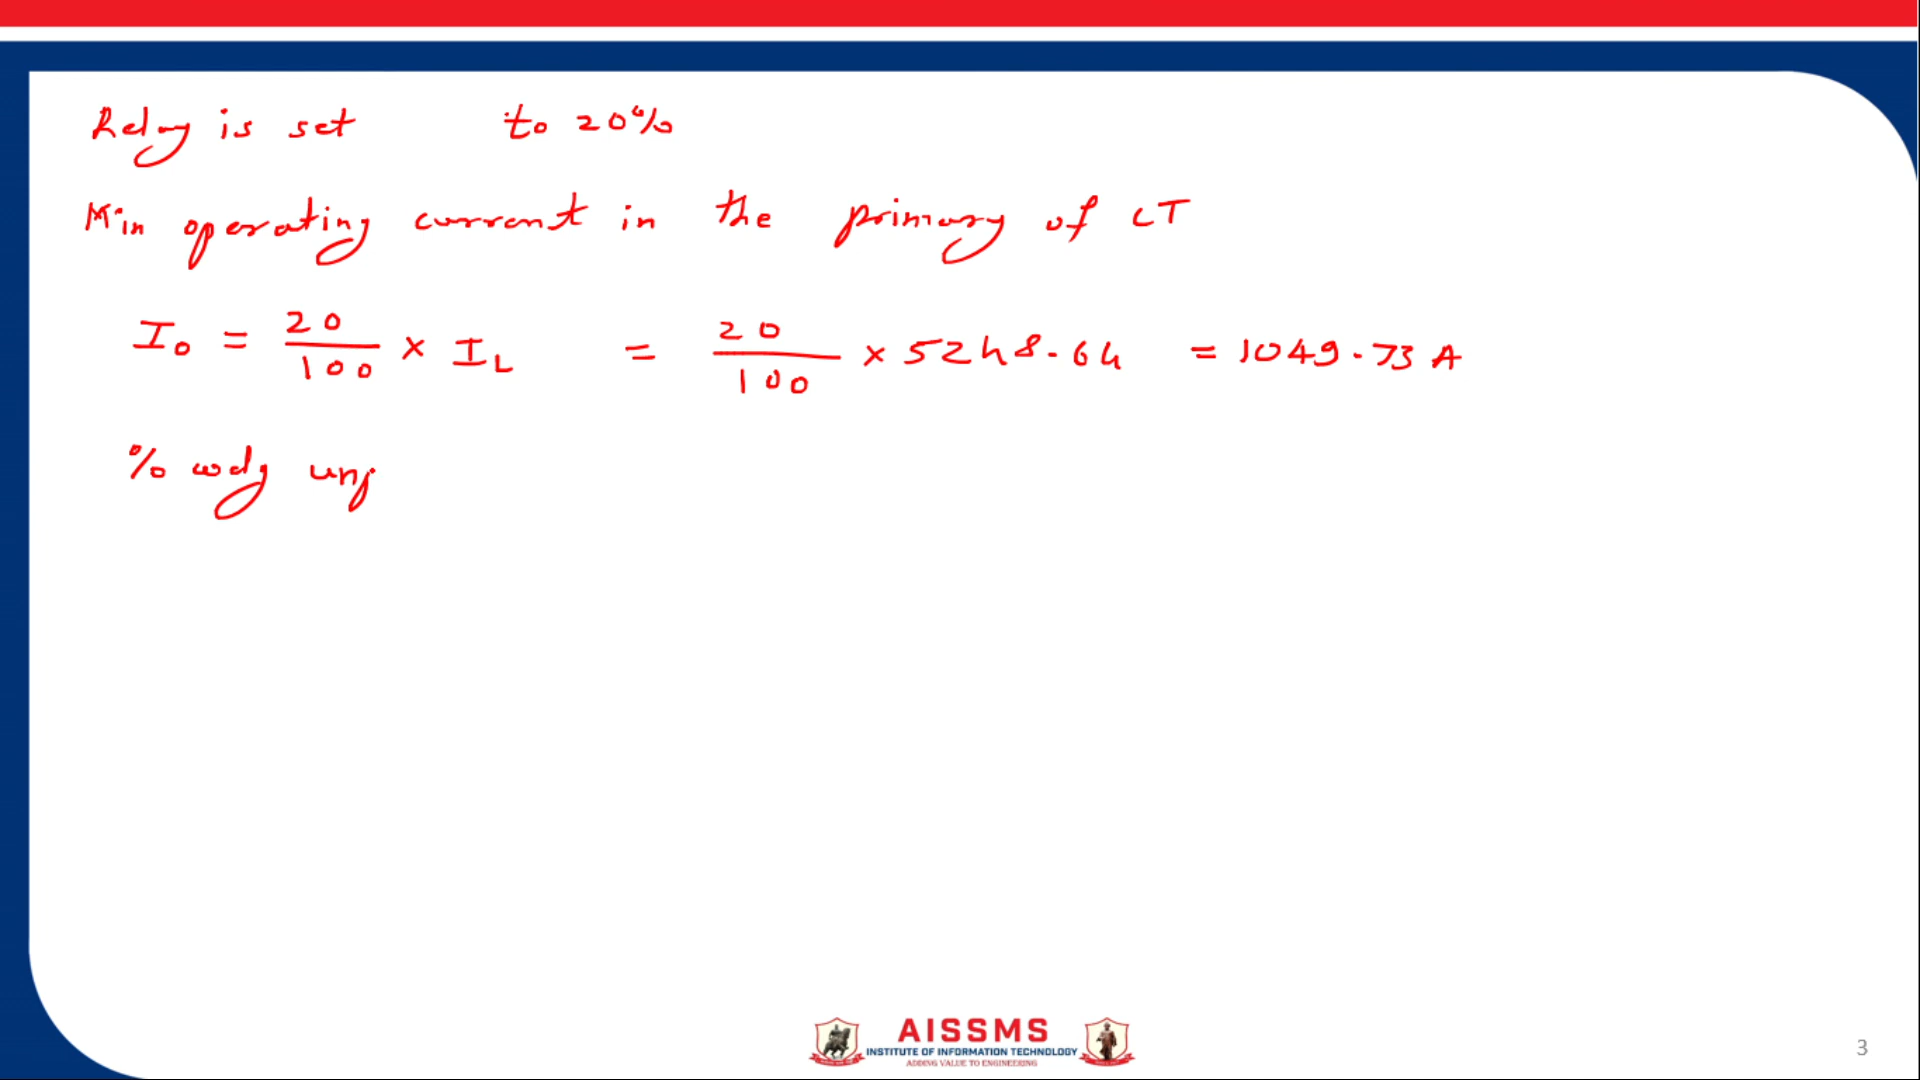 Relay is set to 20%
Min operating current in the primary of CT
I₀ = 20/100 × I_L = 20/100 × 5248.64 = 1049.73 A
% wdg unp
AISSMS
INSTITUTE OF INFORMATION TECHNOLOGY
ADDING VALUE TO ENGINEERING
3